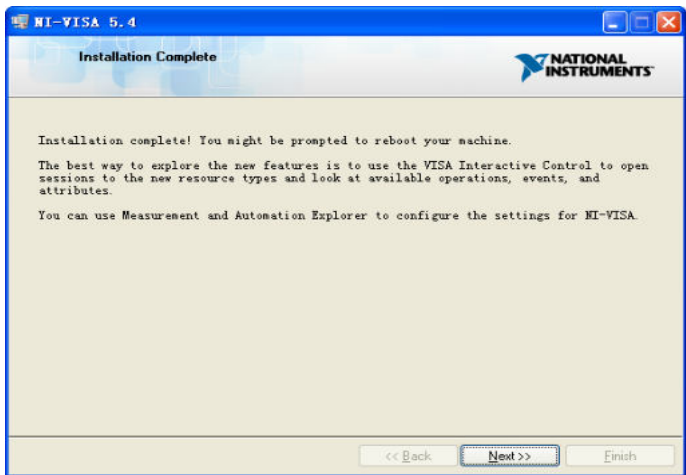 NI-VISA 5.4
Installation Complete
NATIONAL
INSTRUMENTS
Installation complete! You might be prompted to reboot your machine.
The best way to explore the new features is to use the VISA Interactive Control to open
sessions to the new resource types and look at available operations, events, and
attributes.
You can use Measurement and Automation Explorer to configure the settings for NI-VISA.
<< Back
Next >>
Finish